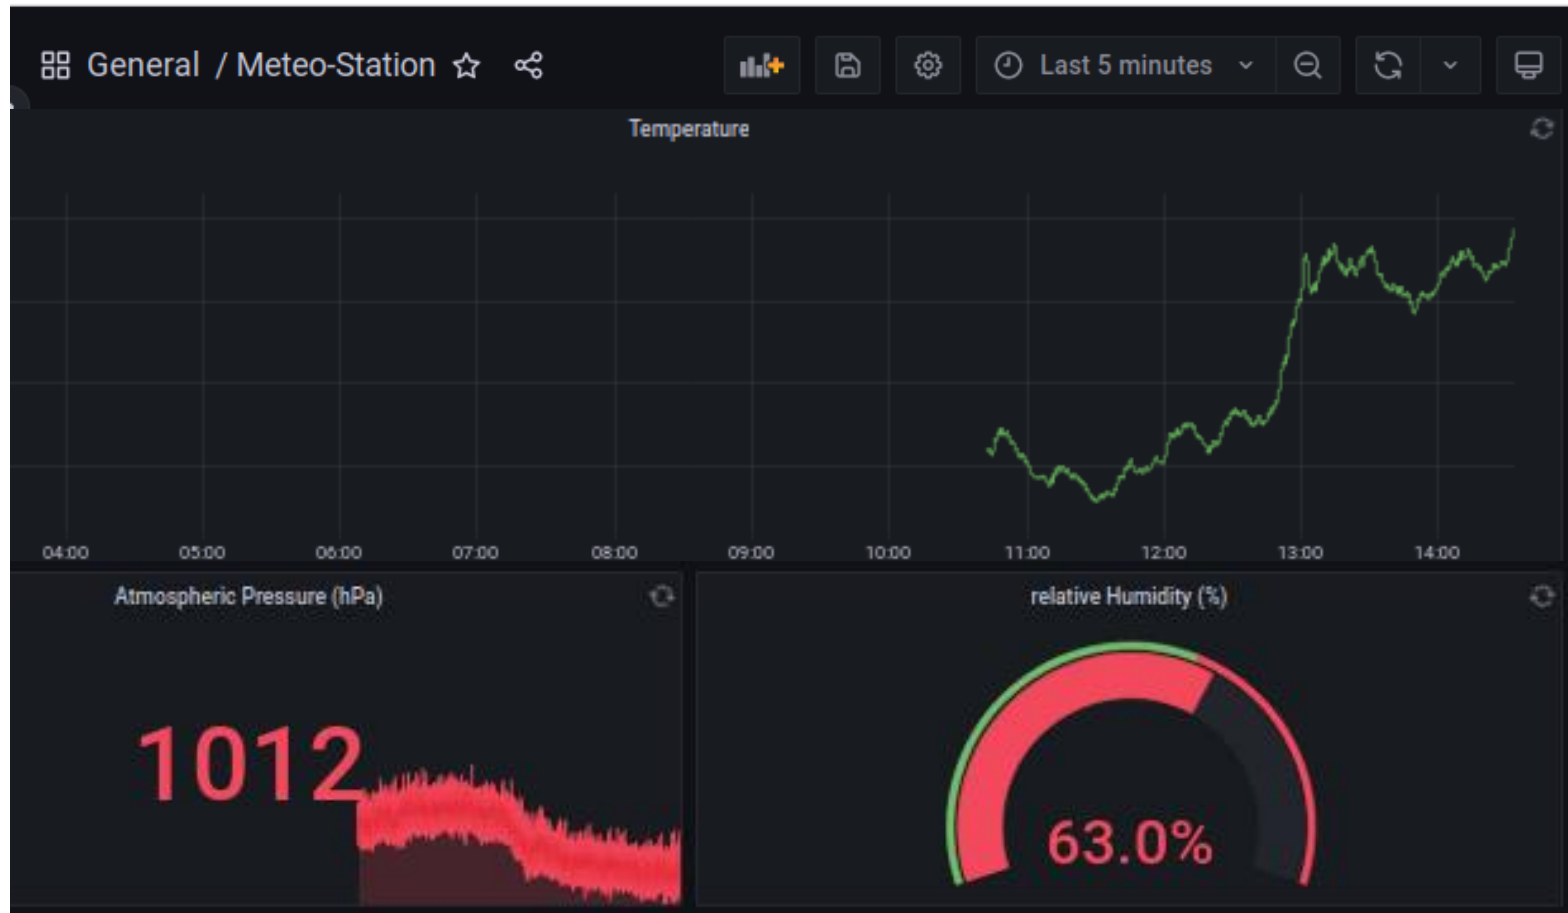 General / Meteo-Station
Last 5 minutes
Temperature
04:00 05:00 06:00 07:00 08:00 09:00 10:00 11:00 12:00 13:00 14:00
Atmospheric Pressure (hPa)
1012
relative Humidity (%)
63.0%